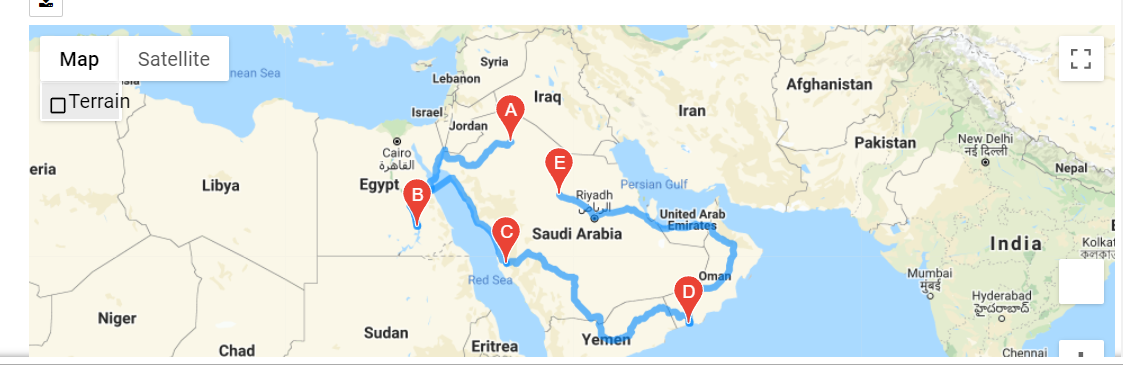 Map
Satellite
Terrain
nean Sea
Syria
Lebanon
Afghanistan
Iraq
Iran
A
Israel
Jordan
Pakistan
New Delhi
नई दिल्ली
Cairo
القاهرة
E
Nepal
eria
Libya
Egypt
B
Riyadh
الرياض
Persian Gulf
United Arab
Emirates
C
Saudi Arabia
India
Kolkat
Red Sea
Oman
Mumbai
मुंबई
D
Hyderabad
హైదరాబాద్
Niger
Sudan
Yemen
Chad
Eritrea
Chennai